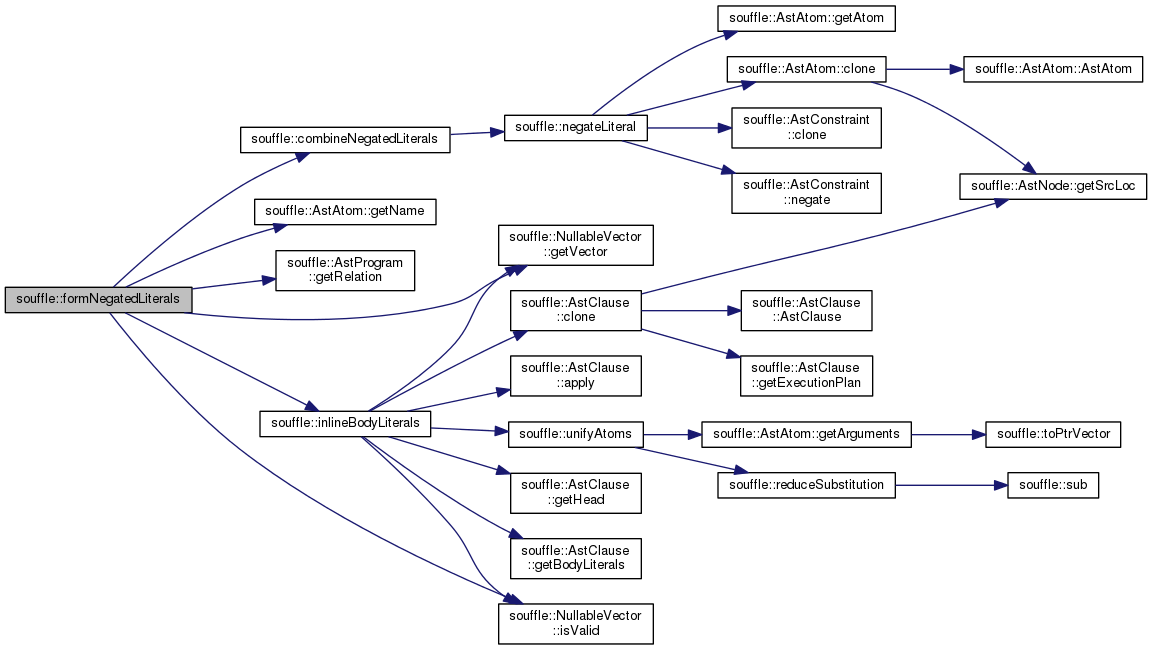 souffle::formNegatedLiterals
souffle::combineNegatedLiterals
souffle::AstAtom::getName
souffle::AstProgram
::getRelation
souffle::inlineBodyLiterals
souffle::negateLiteral
souffle::NullableVector
::getVector
souffle::AstClause
::clone
souffle::AstClause
::apply
souffle::unifyAtoms
souffle::AstClause
::getHead
souffle::AstClause
::getBodyLiterals
souffle::NullableVector
::isValid
souffle::AstAtom::getAtom
souffle::AstAtom::clone
souffle::AstConstraint
::clone
souffle::AstConstraint
::negate
souffle::AstClause
::AstClause
souffle::AstClause
::getExecutionPlan
souffle::AstAtom::getArguments
souffle::reduceSubstitution
souffle::AstAtom::AstAtom
souffle::AstNode::getSrcLoc
souffle::toPtrVector
souffle::sub